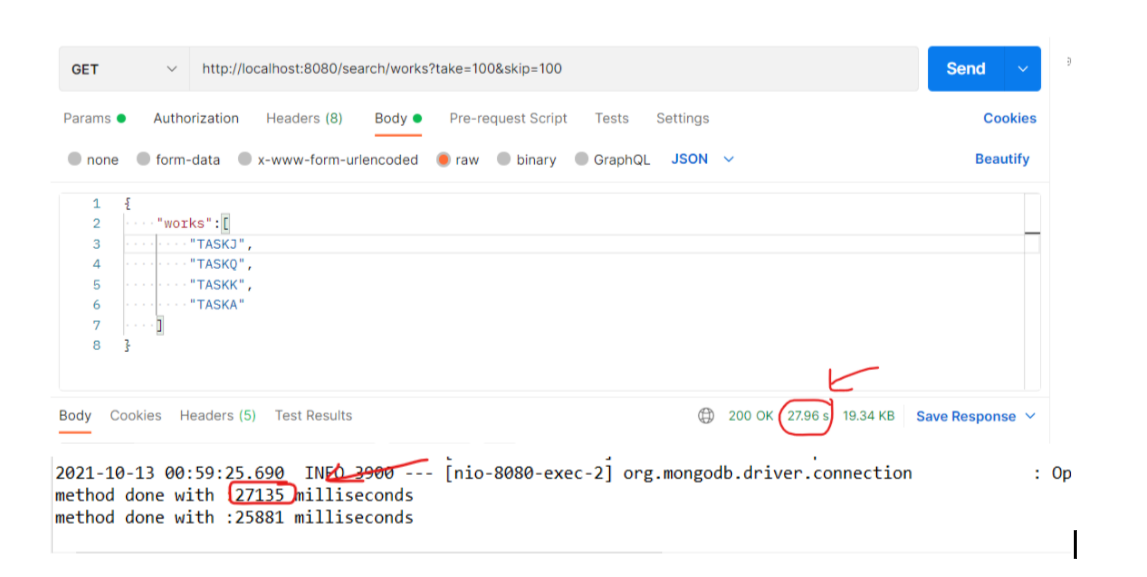 GET http://localhost:8080/search/works?take=100&skip=100 Send
Params Authorization Headers (8) Body Pre-request Script Tests Settings Cookies
none form-data x-www-form-urlencoded raw binary GraphQL JSON Beautify
1 {
2 "works":[
3 "TASKJ",
4 "TASKQ",
5 "TASKK",
6 "TASKA"
7 ]
8 }
Body Cookies Headers (5) Test Results 200 OK 27.96 s 19.34 KB Save Response
2021-10-13 00:59:25.690 INFO 3900 --- [nio-8080-exec-2] org.mongodb.driver.connection : Op
method done with :27135 milliseconds
method done with :25881 milliseconds